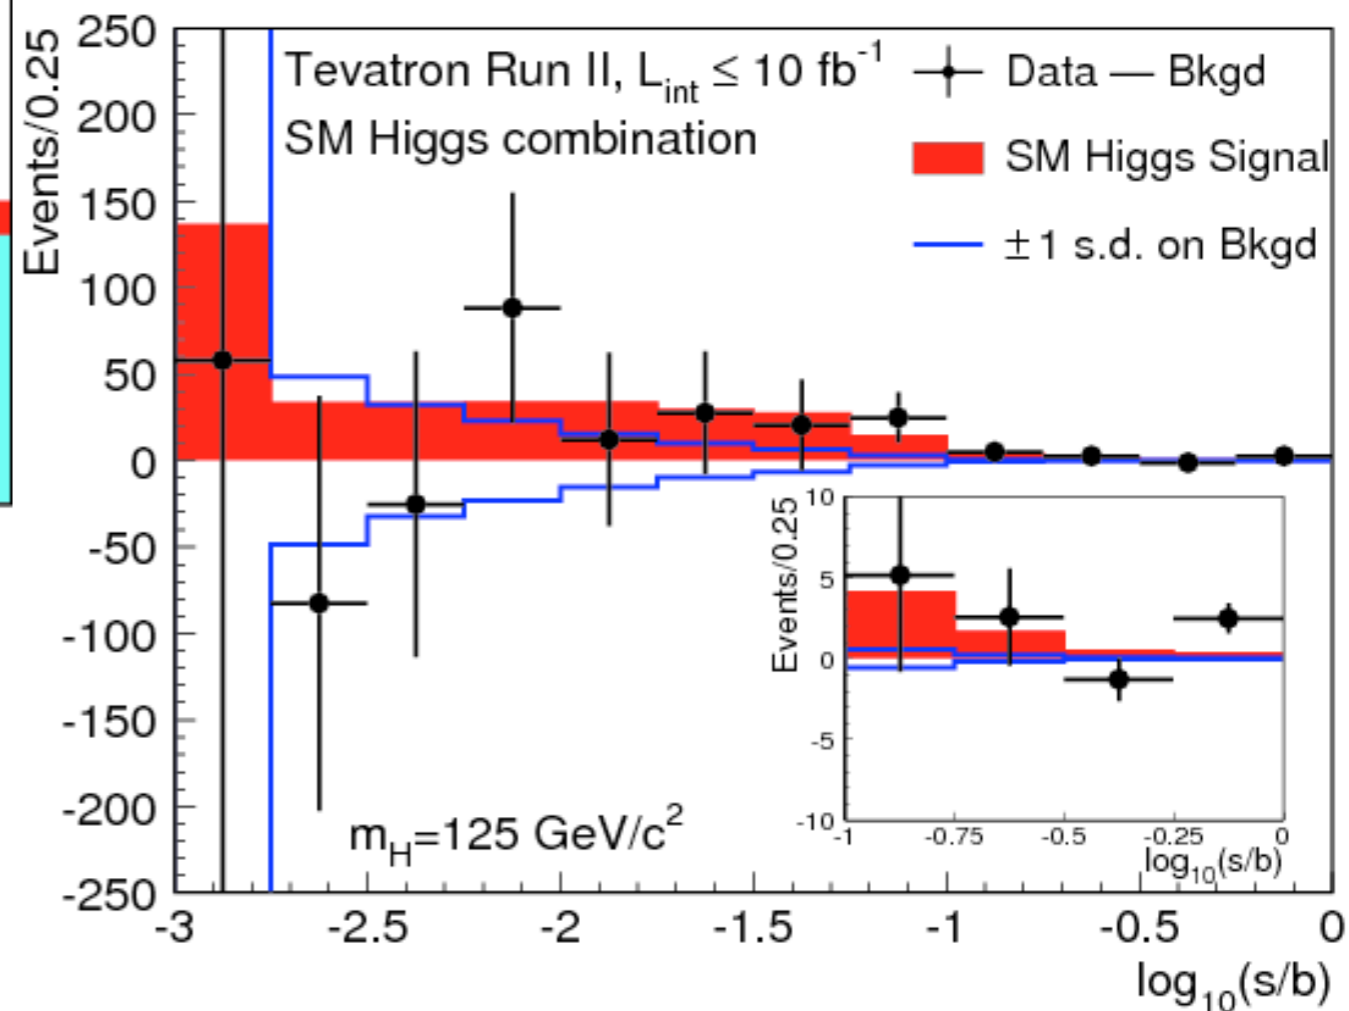 Events/0.25
250
200
150
100
50
0
-50
-100
-150
-200
-250
Tevatron Run II, L_int ≤ 10 fb^-1
SM Higgs combination
Data — Bkgd
SM Higgs Signal
±1 s.d. on Bkgd
m_H=125 GeV/c^2
Events/0.25
10
5
0
-5
-10
-1 -0.75 -0.5 -0.25 0
log_10(s/b)
-3 -2.5 -2 -1.5 -1 -0.5 0
log_10(s/b)